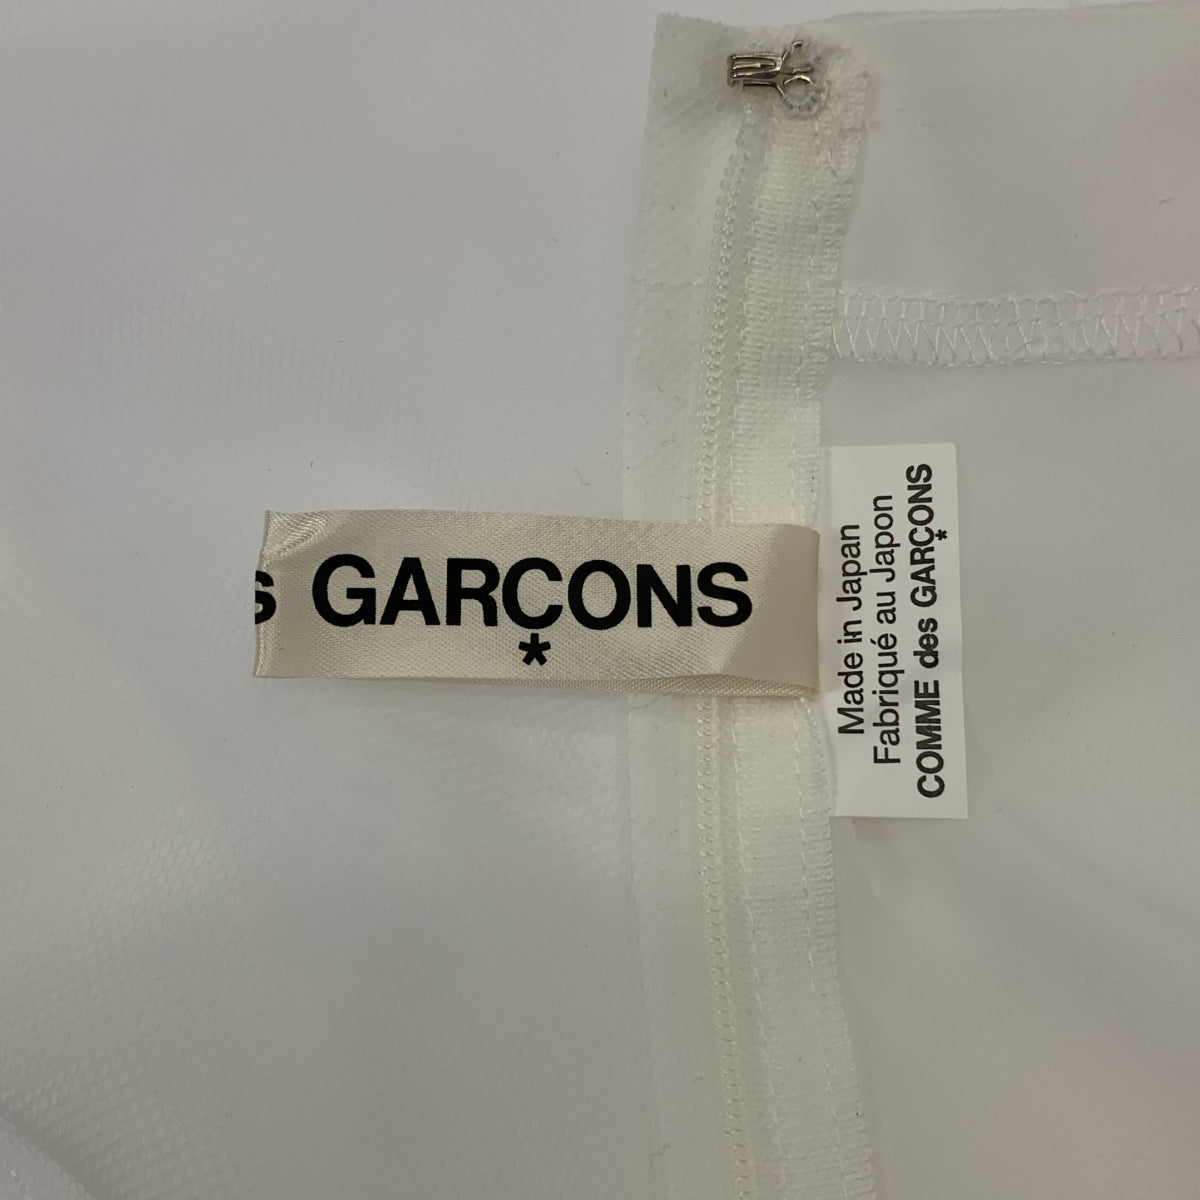 s GARÇONS
*
Made in Japan
Fabriqué au Japon
COMME des GARÇONS
*